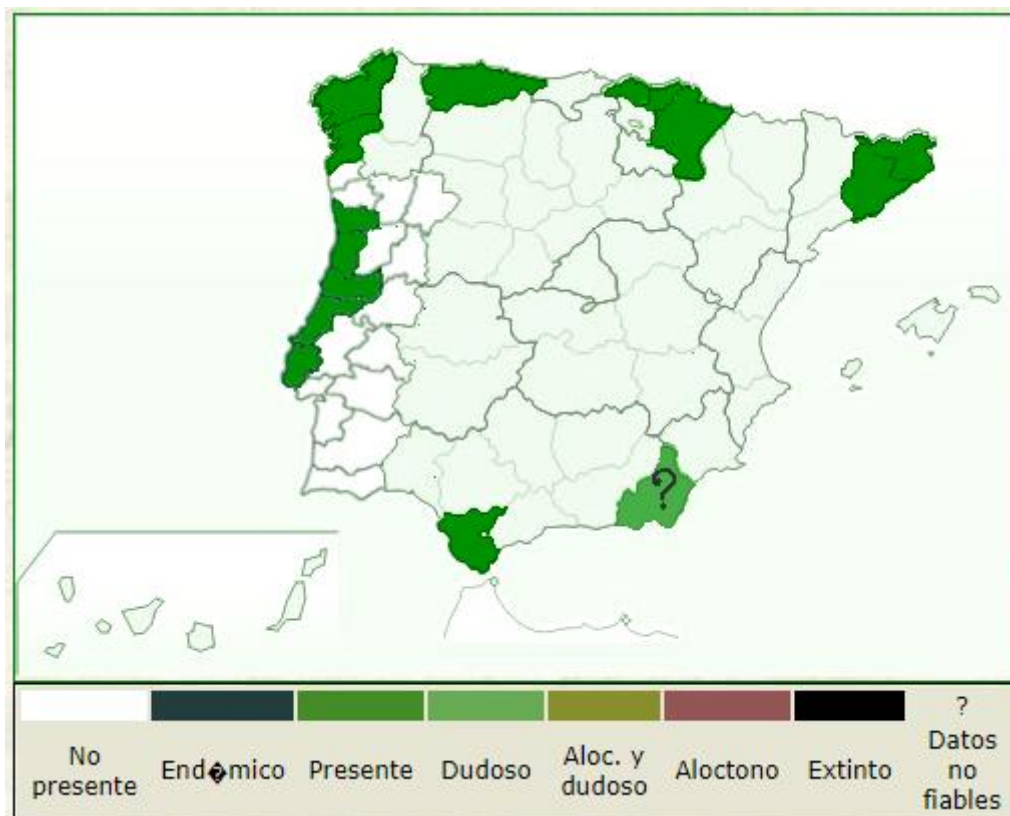 ?
?
No
presente
End�mico
Presente
Dudoso
Aloc. y
dudoso
Aloctono
Extinto
Datos
no
fiables